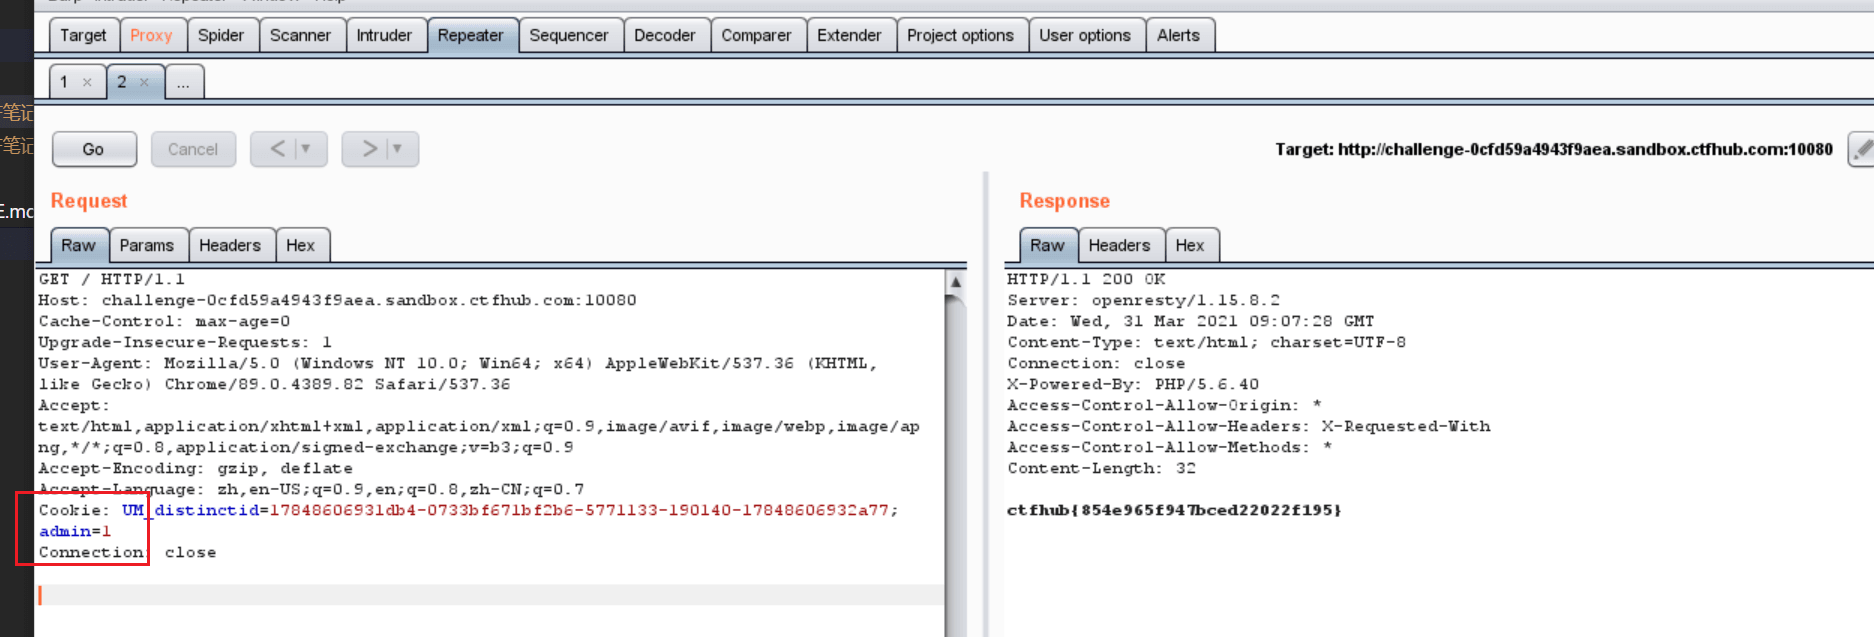 Burp Intruder Repeater Window Help
Target Proxy Spider Scanner Intruder Repeater Sequencer Decoder Comparer Extender Project options User options Alerts
1 × 2 × ...
笔记
笔记
E.md
Go Cancel < | ▼ > | ▼ Target: http://challenge-0cfd59a4943f9aea.sandbox.ctfhub.com:10080
Request
Raw Params Headers Hex
GET / HTTP/1.1
Host: challenge-0cfd59a4943f9aea.sandbox.ctfhub.com:10080
Cache-Control: max-age=0
Upgrade-Insecure-Requests: 1
User-Agent: Mozilla/5.0 (Windows NT 10.0; Win64; x64) AppleWebKit/537.36 (KHTML,
like Gecko) Chrome/89.0.4389.82 Safari/537.36
Accept:
text/html,application/xhtml+xml,application/xml;q=0.9,image/avif,image/webp,image/ap
ng,*/*;q=0.8,application/signed-exchange;v=b3;q=0.9
Accept-Encoding: gzip, deflate
Accept-Language: zh,en-US;q=0.9,en;q=0.8,zh-CN;q=0.7
Cookie: UM_distinctid=17848606931db4-0733bf671bf2b6-5771133-190140-17848606932a77;
admin=1
Connection: close
Response
Raw Headers Hex
HTTP/1.1 200 OK
Server: openresty/1.15.8.2
Date: Wed, 31 Mar 2021 09:07:28 GMT
Content-Type: text/html; charset=UTF-8
Connection: close
X-Powered-By: PHP/5.6.40
Access-Control-Allow-Origin: *
Access-Control-Allow-Headers: X-Requested-With
Access-Control-Allow-Methods: *
Content-Length: 32
ctfhub{854e965f947bced22022f195}